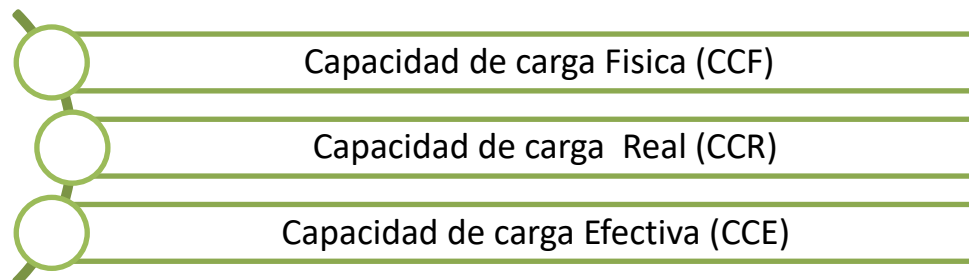 Capacidad de carga Fisica (CCF)
Capacidad de carga  Real (CCR)
Capacidad de carga Efectiva (CCE)